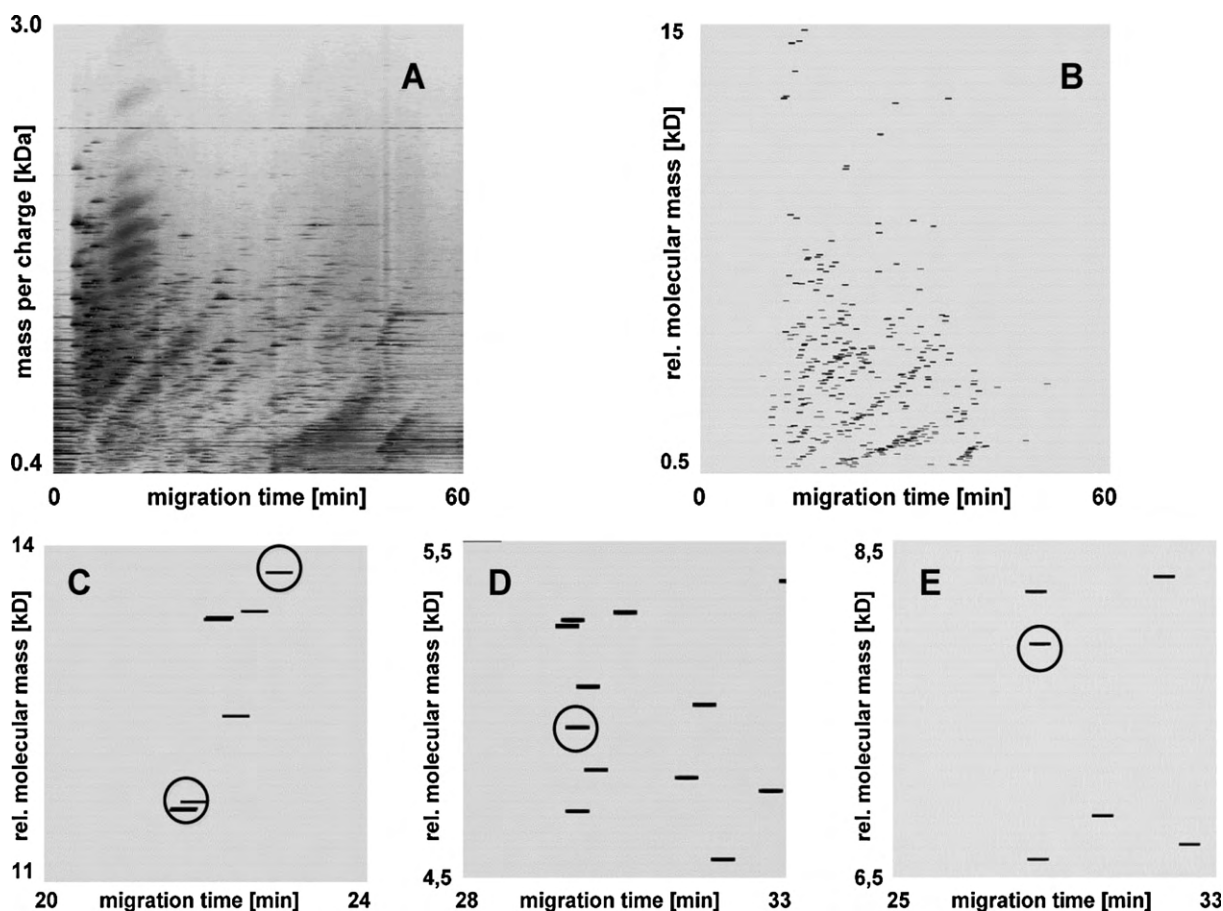 3.0
A
mass per charge [kDa]
0.4
0
migration time [min]
60
15
B
rel. molecular mass [kD]
0.5
0
migration time [min]
60
14
C
rel. molecular mass [kD]
11
20
migration time [min]
24
5,5
D
rel. molecular mass [kD]
4,5
28
migration time [min]
33
8,5
E
rel. molecular mass [kD]
6,5
25
migration time [min]
33